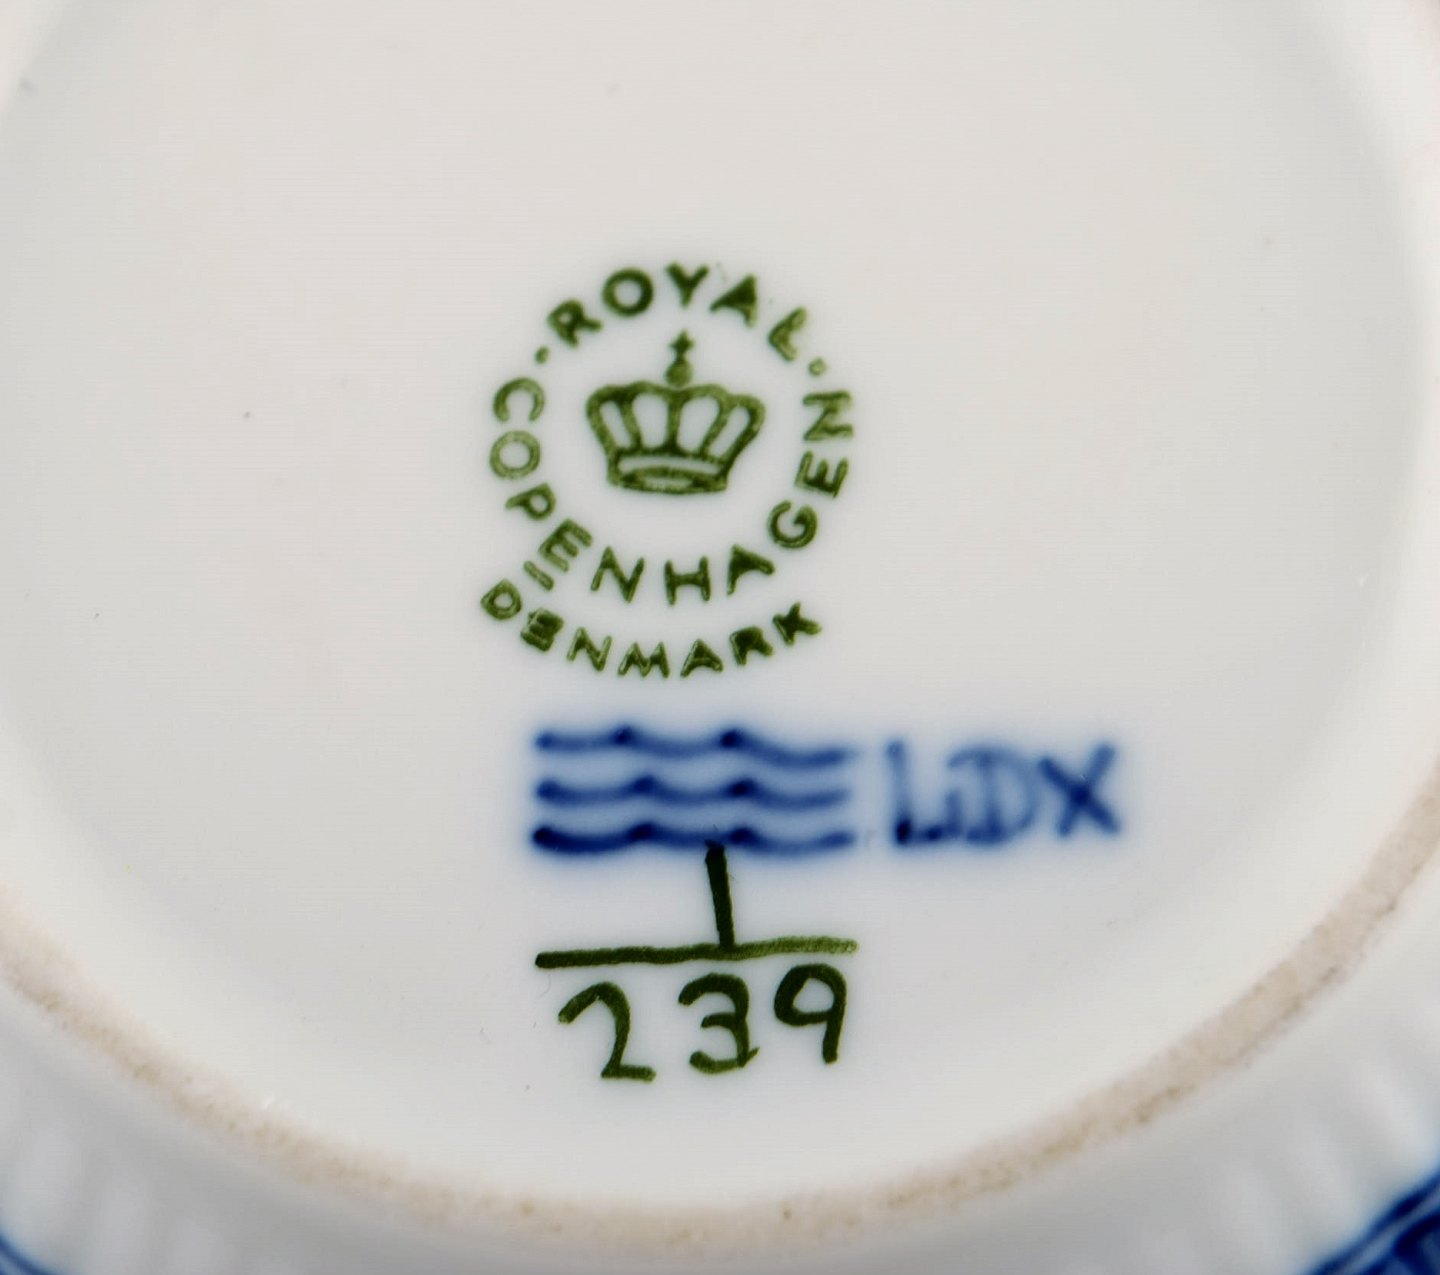 ROYAL
COPENHAGEN
DENMARK
LDX
1
239